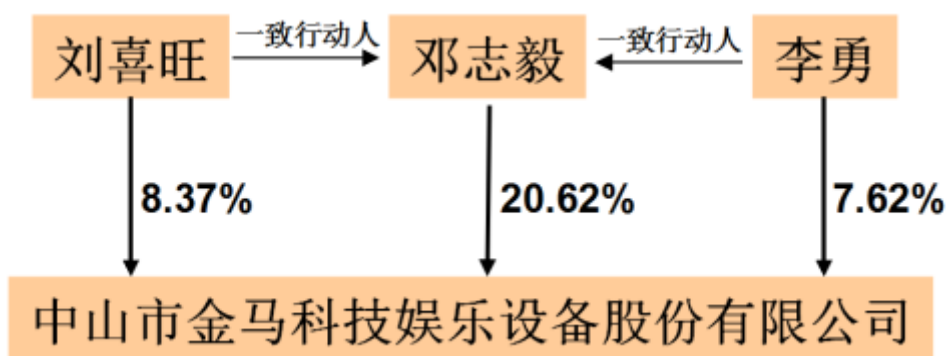 一致行动人 一致行动人
刘喜旺 邓志毅 李勇
8.37% 20.62% 7.62%
中山市金马科技娱乐设备股份有限公司